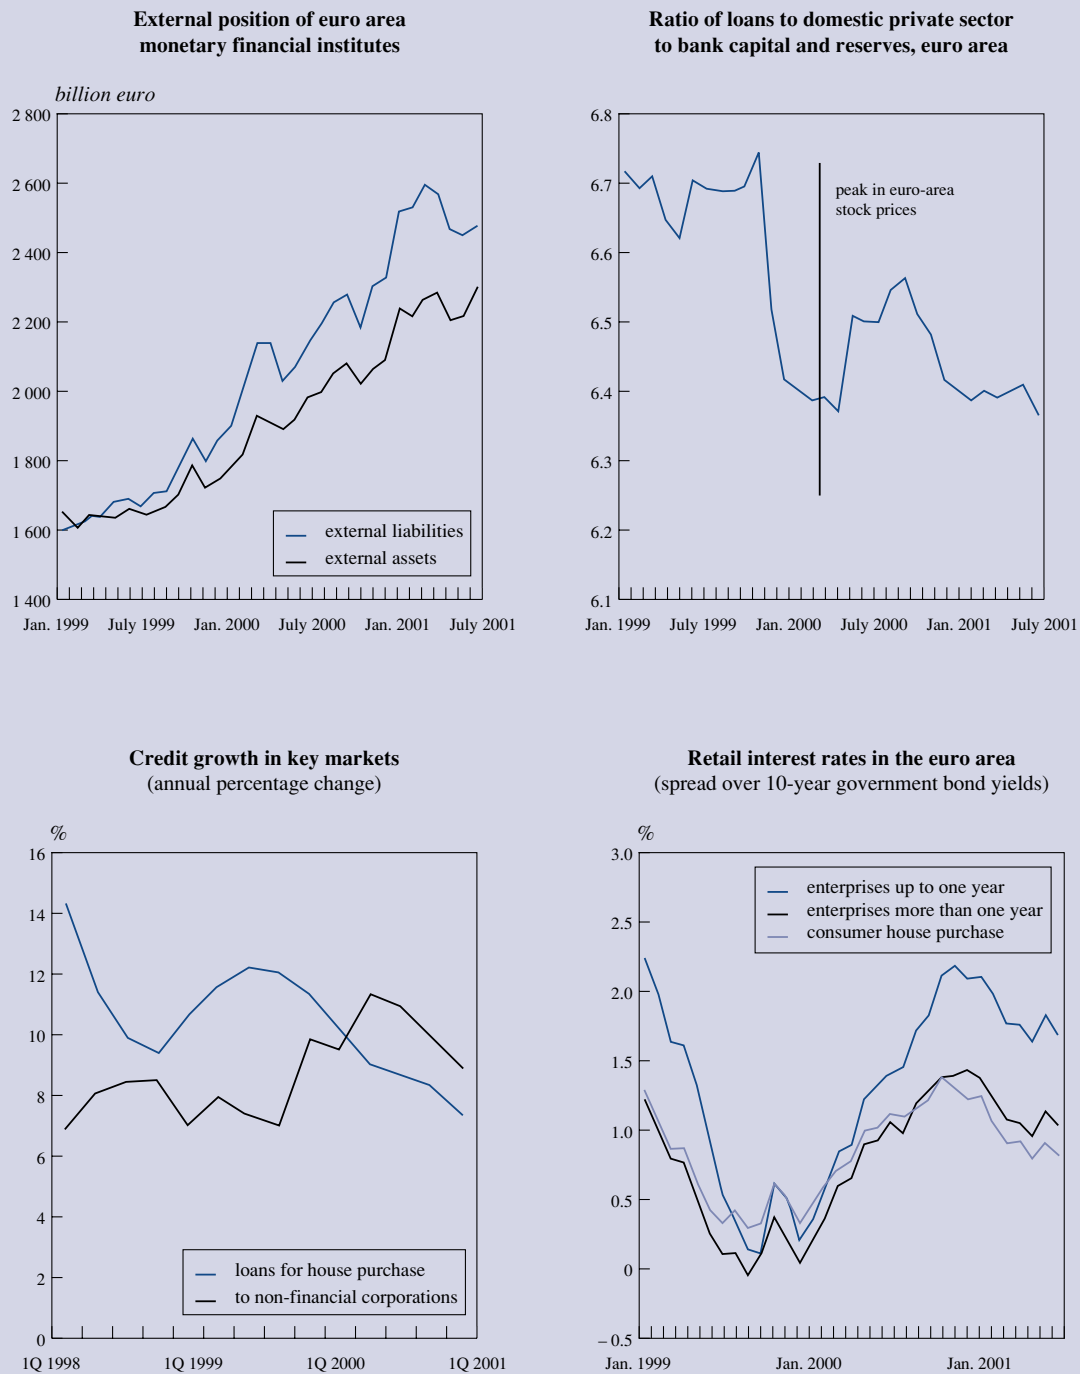 External position of euro area
monetary financial institutes
billion euro
2 800
2 600
2 400
2 200
2 000
1 800
1 600
1 400
external liabilities
external assets
Jan. 1999 July 1999 Jan. 2000 July 2000 Jan. 2001 July 2001
Ratio of loans to domestic private sector
to bank capital and reserves, euro area
6.8
6.7
6.6
6.5
6.4
6.3
6.2
6.1
peak in euro-area
stock prices
Jan. 1999 July 1999 Jan. 2000 July 2000 Jan. 2001 July 2001
Credit growth in key markets
(annual percentage change)
%
16
14
12
10
8
6
4
2
0
loans for house purchase
to non-financial corporations
1Q 1998 1Q 1999 1Q 2000 1Q 2001
Retail interest rates in the euro area
(spread over 10-year government bond yields)
%
3.0
2.5
2.0
1.5
1.0
0.5
0
– 0.5
enterprises up to one year
enterprises more than one year
consumer house purchase
Jan. 1999 Jan. 2000 Jan. 2001